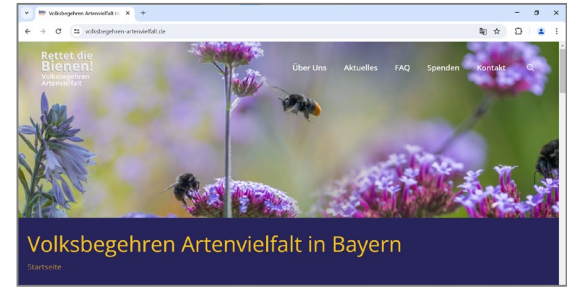 Volksbegehren Artenvielfalt in
volksbegehren-artenvielfalt.de
Rettet die
Bienen!
Volksbegehren
Artenvielfalt
Über Uns Aktuelles FAQ Spenden Kontakt
Volksbegehren Artenvielfalt in Bayern
Startseite